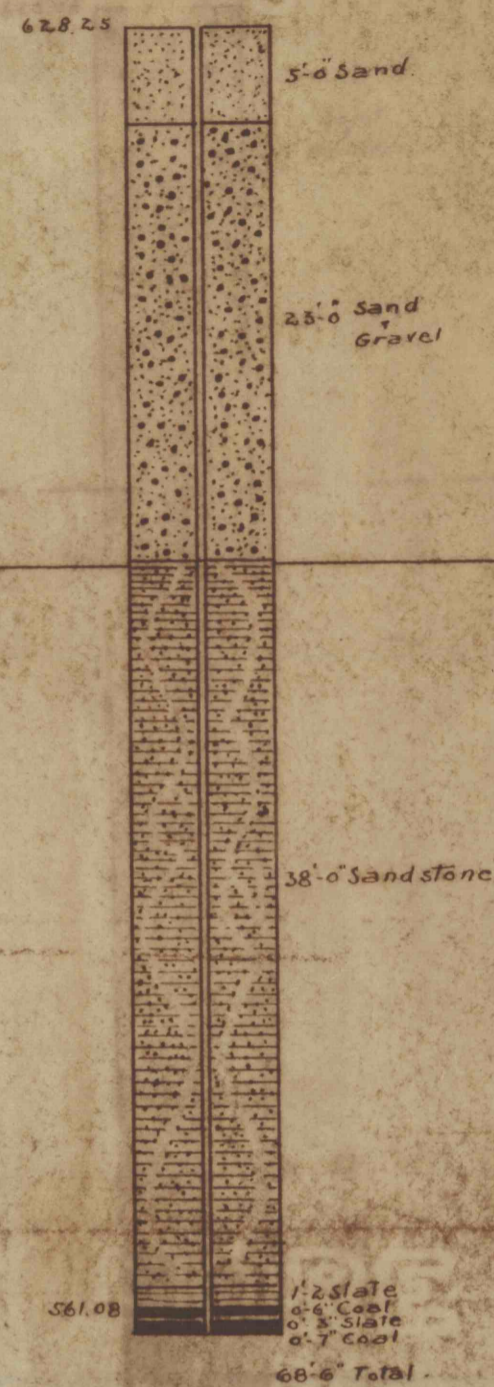 628.25
5'-0" Sand.
23'-0" Sand
&
Gravel
38'-0" Sandstone
1'-2 Slate
561.08
0-6" Coal
0'-3" Slate
0'-7" Coal
68'-6" Total.